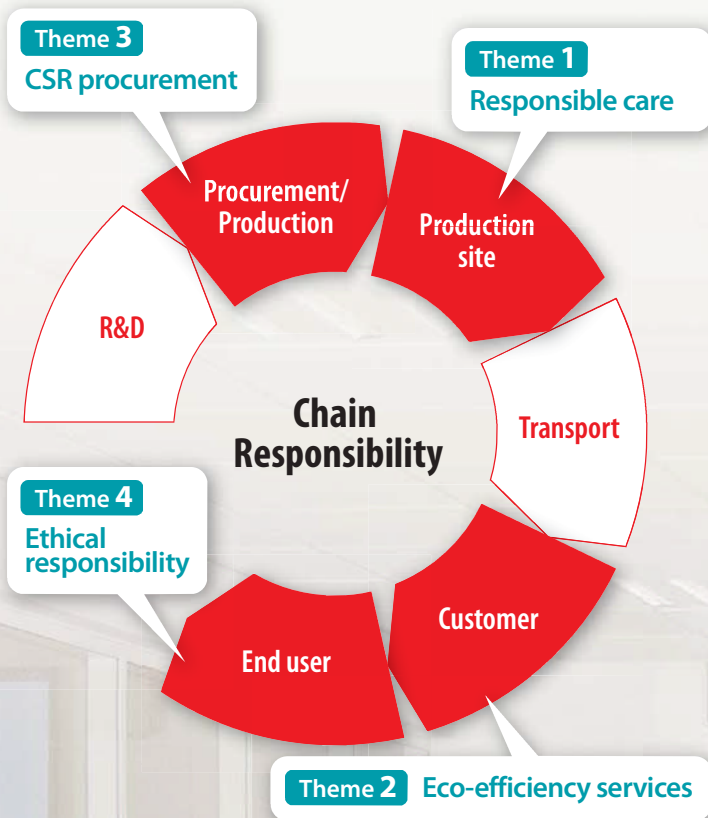 Theme 3
CSR procurement
Theme 1
Responsible care
Procurement/
Production
Production
site
R&D
Transport
Chain
Responsibility
Theme 4
Ethical
responsibility
Customer
End user
Theme 2 Eco-efficiency services